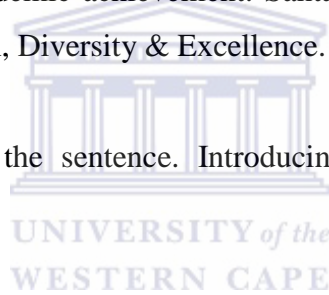 , Diversity & Excellence.
the sentence. Introducin
UNIVERSITY of the
WESTERN CAPE